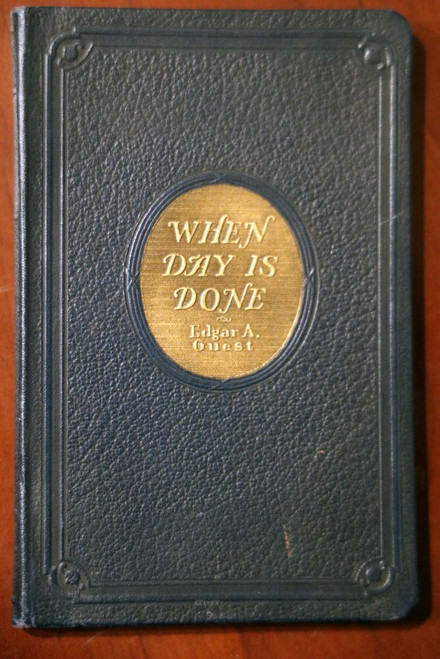 WHEN
DAY IS
DONE
Edgar A.
Guest